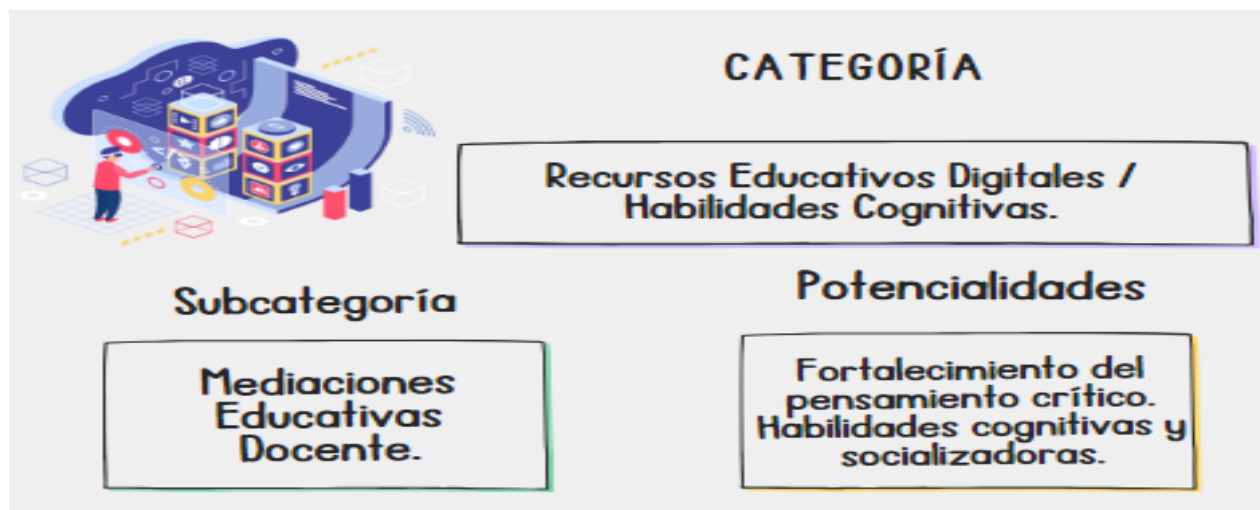 CATEGORÍA
Recursos Educativos Digitales /
Habilidades Cognitivas.
Subcategoría
Mediaciones
Educativas
Docente.
Potencialidades
Fortalecimiento del
pensamiento crítico.
Habilidades cognitivas y
socializadoras.